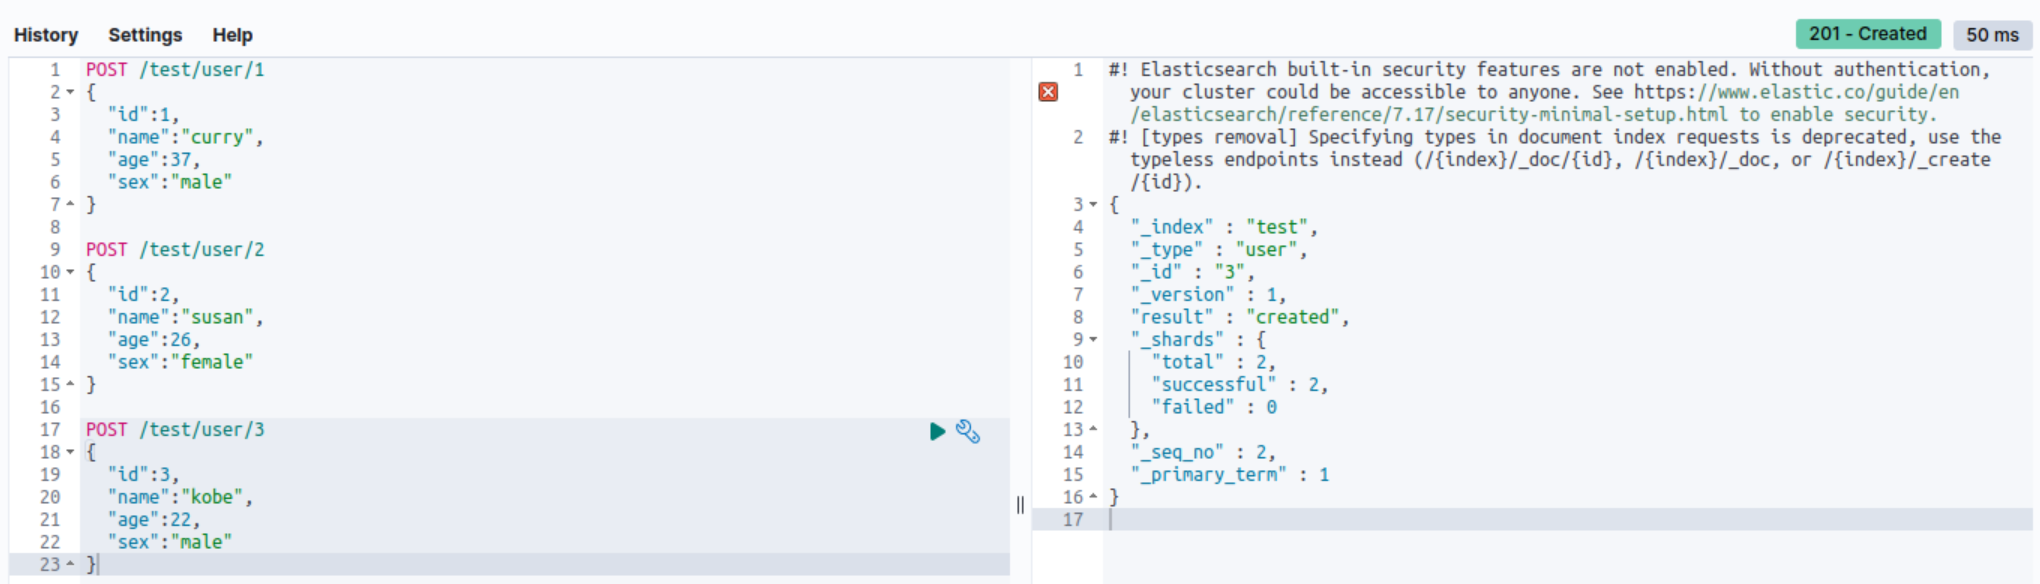 History Settings Help
201 - Created 50 ms
1 POST /test/user/1
2 {
3 "id":1,
4 "name":"curry",
5 "age":37,
6 "sex":"male"
7 }
8
9 POST /test/user/2
10 {
11 "id":2,
12 "name":"susan",
13 "age":26,
14 "sex":"female"
15 }
16
17 POST /test/user/3
18 {
19 "id":3,
20 "name":"kobe",
21 "age":22,
22 "sex":"male"
23 }
1 #! Elasticsearch built-in security features are not enabled. Without authentication,
your cluster could be accessible to anyone. See https://www.elastic.co/guide/en
/elasticsearch/reference/7.17/security-minimal-setup.html to enable security.
2 #! [types removal] Specifying types in document index requests is deprecated, use the
typeless endpoints instead (/{index}/_doc/{id}, /{index}/_doc, or /{index}/_create
/{id}).
3 {
4 "_index" : "test",
5 "_type" : "user",
6 "_id" : "3",
7 "_version" : 1,
8 "result" : "created",
9 "_shards" : {
10 "total" : 2,
11 "successful" : 2,
12 "failed" : 0
13 },
14 "_seq_no" : 2,
15 "_primary_term" : 1
16 }
17